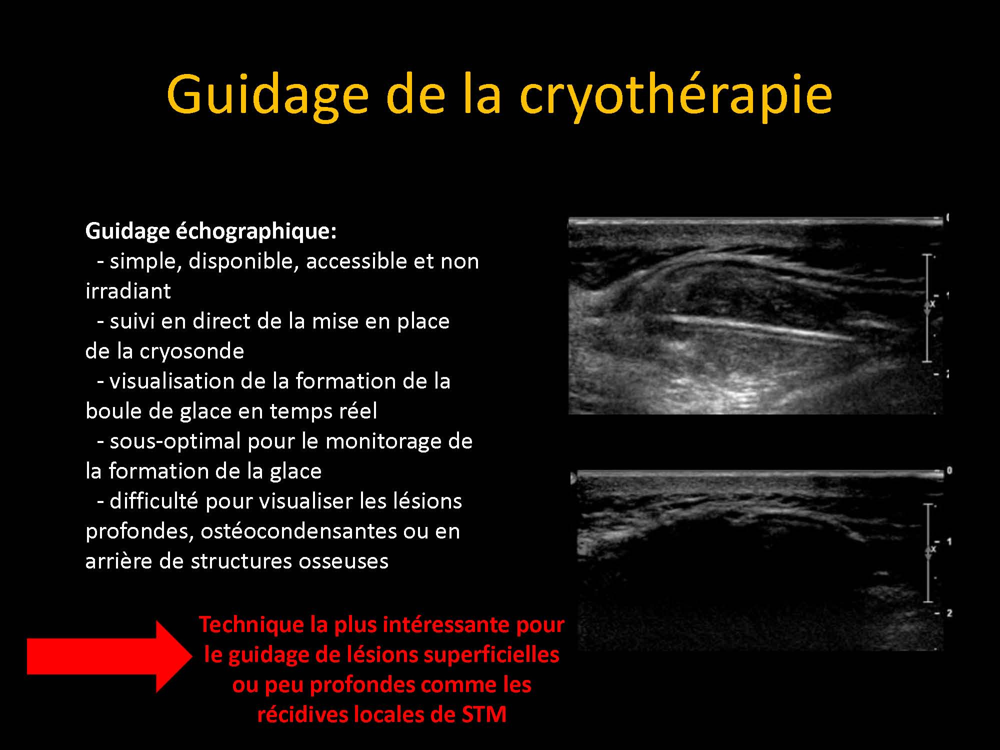 Guidage de la cryothérapie
Guidage échographique:
- simple, disponible, accessible et non
irradiant
- suivi en direct de la mise en place
de la cryosonde
- visualisation de la formation de la
boule de glace en temps réel
- sous-optimal pour le monitorage de
la formation de la glace
- difficulté pour visualiser les lésions
profondes, ostéocondensantes ou en
arrière de structures osseuses
Technique la plus intéressante pour
le guidage de lésions superficielles
ou peu profondes comme les
récidives locales de STM
x
0
1
x
2